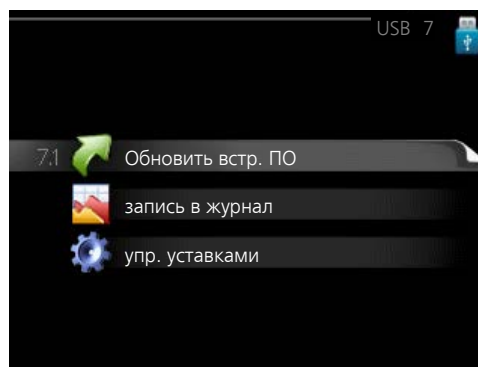 USB 7
7.1 Обновить встр. ПО
запись в журнал
упр. уставками